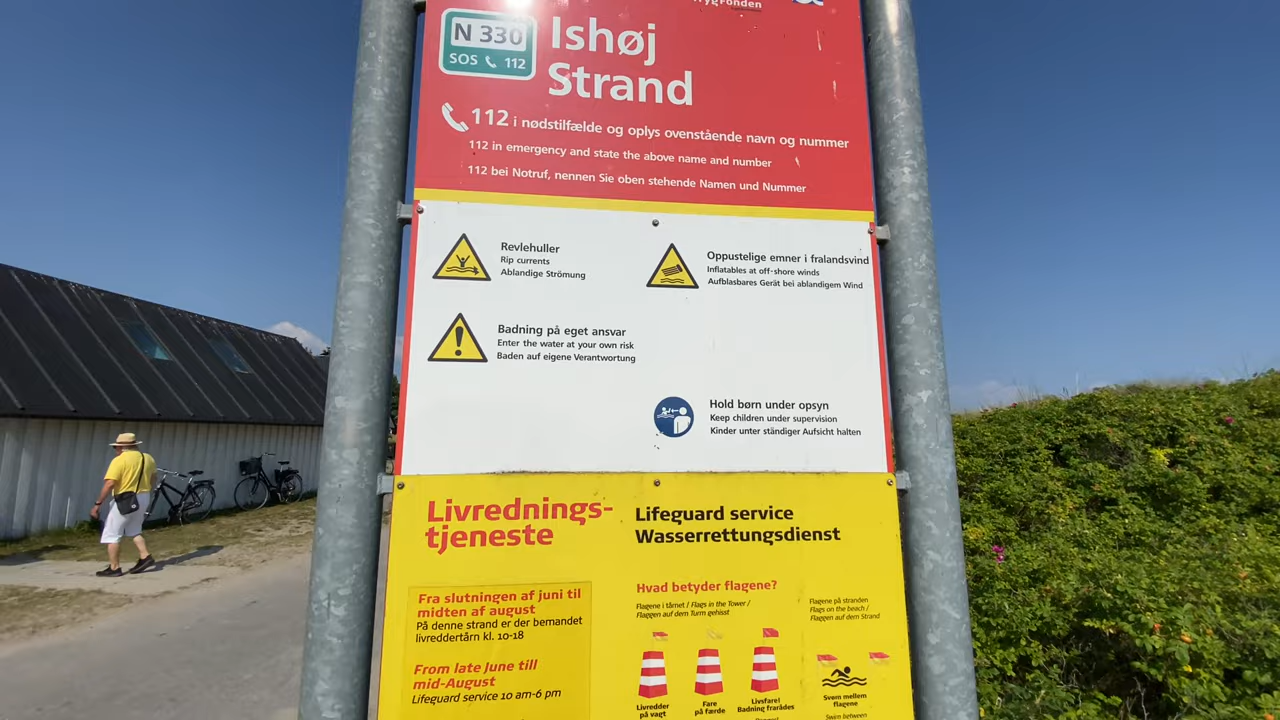 TrygFonden
N 330
SOS 112
Ishøj
Strand
112 i nødstilfælde og oplys ovenstående navn og nummer
112 in emergency and state the above name and number
112 bei Notruf, nennen Sie oben stehende Namen und Nummer
Revlehuller
Rip currents
Ablandige Strömung
Oppustelige emner i fralandsvind
Inflatables at off-shore winds
Aufblasbares Gerät bei ablandigem Wind
Badning på eget ansvar
Enter the water at your own risk
Baden auf eigene Verantwortung
Hold børn under opsyn
Keep children under supervision
Kinder unter ständiger Aufsicht halten
Livrednings-
tjeneste
Lifeguard service
Wasserrettungsdienst
Fra slutningen af juni til
midten af august
På denne strand er der bemandet
livreddertårn kl. 10-18
From late June till
mid-August
Lifeguard service 10 am-6 pm
Hvad betyder flagene?
Flagene i tårnet / Flags in the Tower /
Flaggen auf dem Turm gehisst
Flagene på stranden
Flags on the beach /
Flaggen auf dem Strand
Livredder
på vagt
Fare
på færde
Livsfare!
Badning frarådes
Svøm mellem
flagene
Swim between